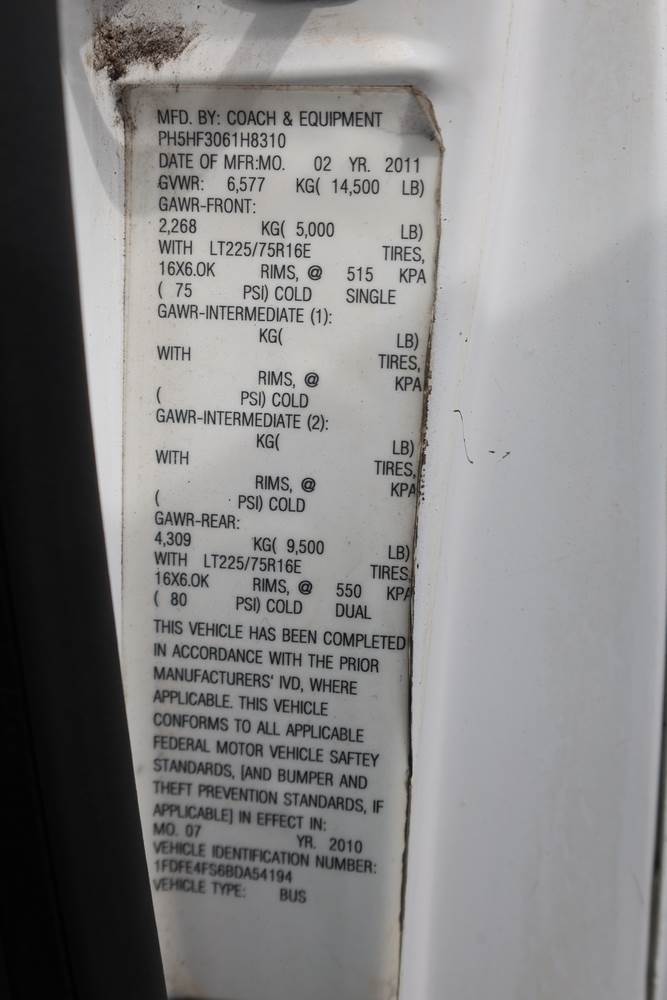 MFD. BY: COACH & EQUIPMENT
PH5HF3061H8310
DATE OF MFR:MO. 02 YR. 2011
GVWR: 6,577 KG( 14,500 LB)
GAWR-FRONT:
2,268 KG( 5,000 LB)
WITH LT225/75R16E TIRES,
16X6.0K RIMS, @ 515 KPA
( 75 PSI) COLD SINGLE
GAWR-INTERMEDIATE (1):
KG( LB)
WITH TIRES,
RIMS, @ KPA
( PSI) COLD
GAWR-INTERMEDIATE (2):
KG( LB)
WITH TIRES,
RIMS, @ KPA
( PSI) COLD
GAWR-REAR:
4,309 KG( 9,500 LB)
WITH LT225/75R16E TIRES,
16X6.0K RIMS, @ 550 KPA
( 80 PSI) COLD DUAL
THIS VEHICLE HAS BEEN COMPLETED
IN ACCORDANCE WITH THE PRIOR
MANUFACTURERS' IVD, WHERE
APPLICABLE. THIS VEHICLE
CONFORMS TO ALL APPLICABLE
FEDERAL MOTOR VEHICLE SAFTEY
STANDARDS, [AND BUMPER AND
THEFT PREVENTION STANDARDS, IF
APPLICABLE] IN EFFECT IN:
MO. 07 YR. 2010
VEHICLE IDENTIFICATION NUMBER:
1FDFE4FS6BDA54194
VEHICLE TYPE: BUS